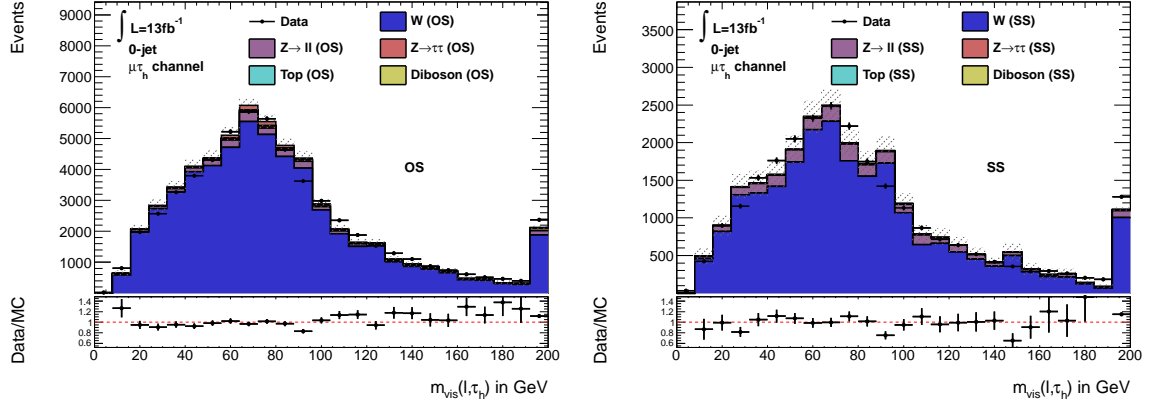 Events
9000
8000
7000
6000
5000
4000
3000
2000
1000
∫ L=13fb⁻¹
0-jet
μτh channel
Data
W (OS)
Z→ ll (OS)
Z→ττ (OS)
Top (OS)
Diboson (OS)
OS
Data/MC
1.4
1.2
1
0.8
0.6
0 20 40 60 80 100 120 140 160 180 200
m_vis(l,τ_h) in GeV
Events
3500
3000
2500
2000
1500
1000
500
∫ L=13fb⁻¹
0-jet
μτh channel
Data
W (SS)
Z→ ll (SS)
Z→ττ (SS)
Top (SS)
Diboson (SS)
SS
Data/MC
1.4
1.2
1
0.8
0.6
0 20 40 60 80 100 120 140 160 180 200
m_vis(l,τ_h) in GeV